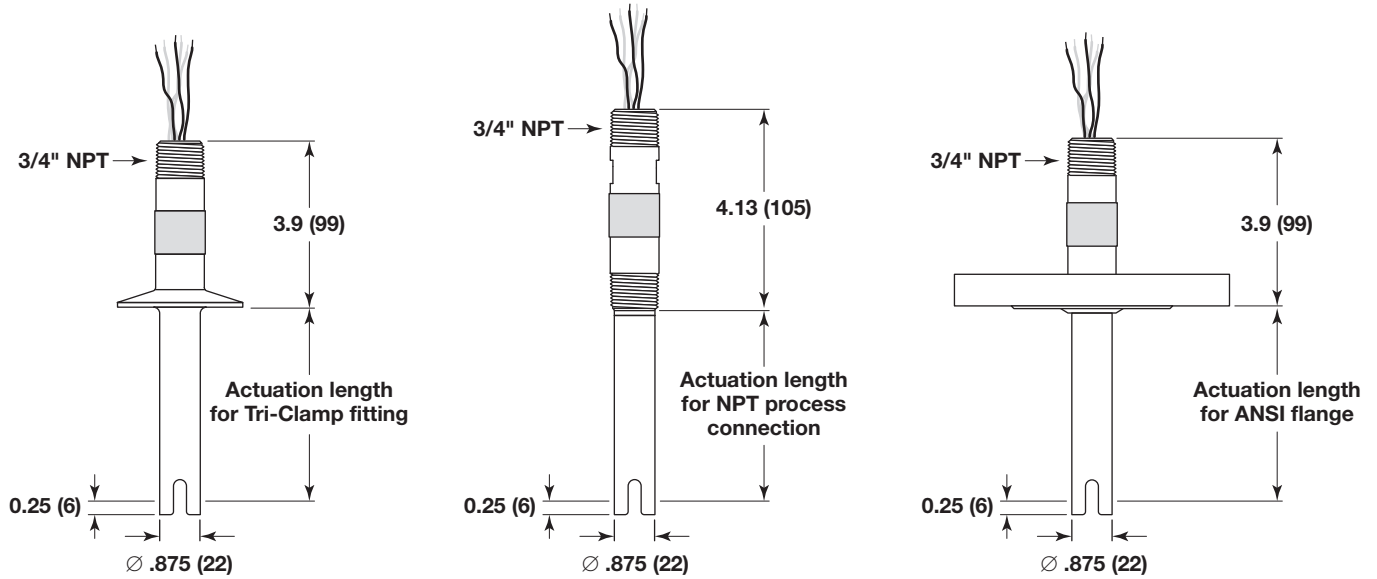 3/4" NPT
3.9 (99)
Actuation length
for Tri-Clamp fitting
0.25 (6)
∅ .875 (22)
3/4" NPT
4.13 (105)
Actuation length
for NPT process
connection
0.25 (6)
∅ .875 (22)
3/4" NPT
3.9 (99)
Actuation length
for ANSI flange
0.25 (6)
∅ .875 (22)